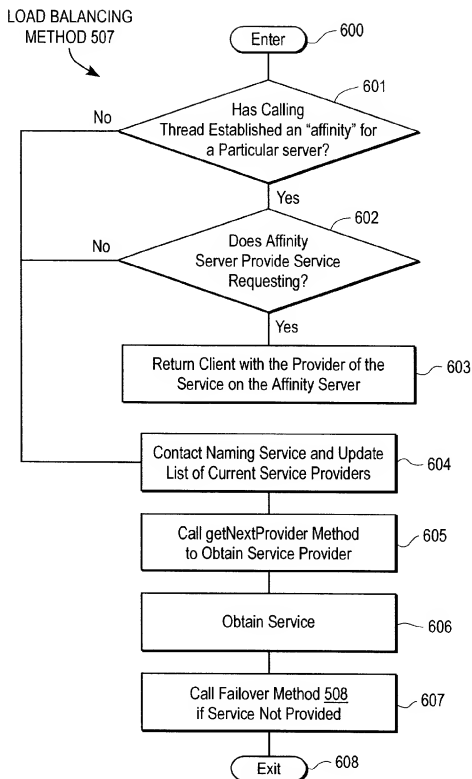 LOAD BALANCING
METHOD 507
Enter
600
601
Has Calling
Thread Established an "affinity" for
a Particular server?
No
Yes
602
Does Affinity
Server Provide Service
Requesting?
No
Yes
Return Client with the Provider of the
Service on the Affinity Server
603
Contact Naming Service and Update
List of Current Service Providers
604
Call getNextProvider Method
to Obtain Service Provider
605
Obtain Service
606
Call Failover Method 508
if Service Not Provided
607
Exit
608